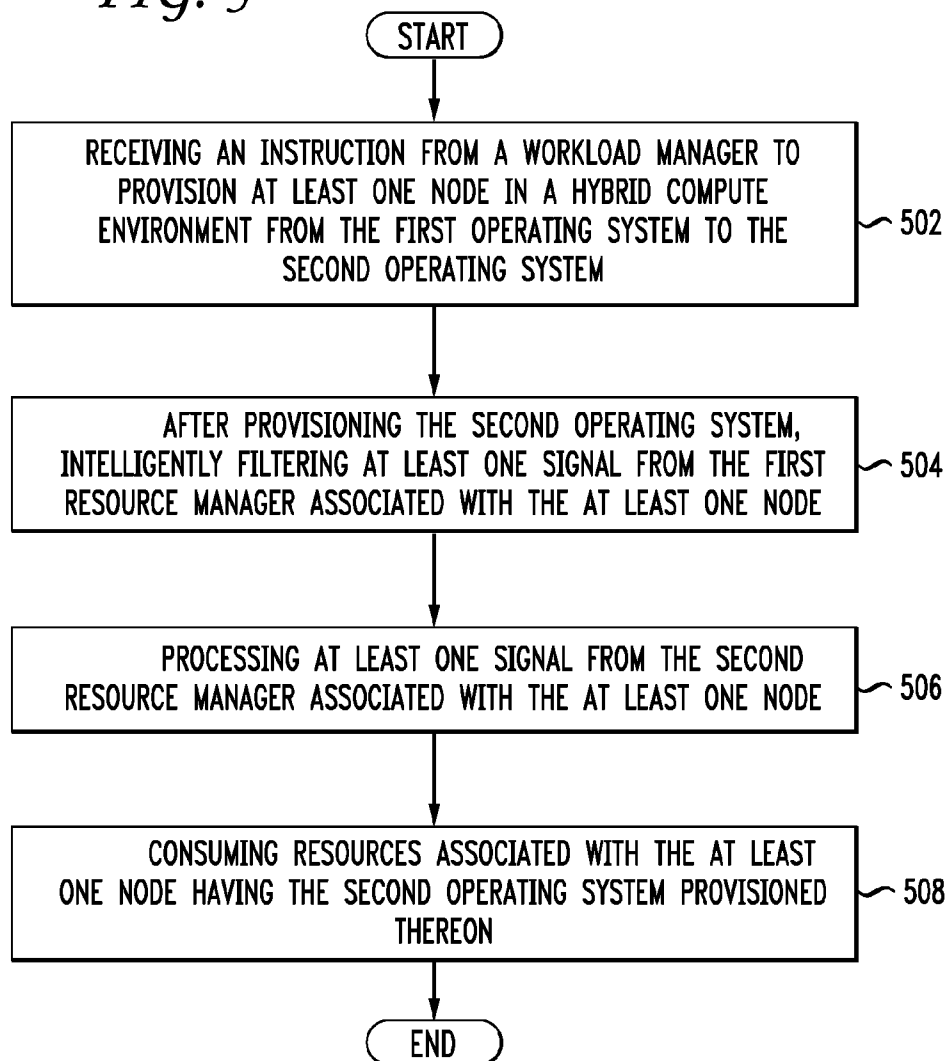 FIG. 5
START
RECEIVING AN INSTRUCTION FROM A WORKLOAD MANAGER TO
PROVISION AT LEAST ONE NODE IN A HYBRID COMPUTE
ENVIRONMENT FROM THE FIRST OPERATING SYSTEM TO THE
SECOND OPERATING SYSTEM
502
AFTER PROVISIONING THE SECOND OPERATING SYSTEM,
INTELLIGENTLY FILTERING AT LEAST ONE SIGNAL FROM THE FIRST
RESOURCE MANAGER ASSOCIATED WITH THE AT LEAST ONE NODE
504
PROCESSING AT LEAST ONE SIGNAL FROM THE SECOND
RESOURCE MANAGER ASSOCIATED WITH THE AT LEAST ONE NODE
506
CONSUMING RESOURCES ASSOCIATED WITH THE AT LEAST
ONE NODE HAVING THE SECOND OPERATING SYSTEM PROVISIONED
THEREON
508
END